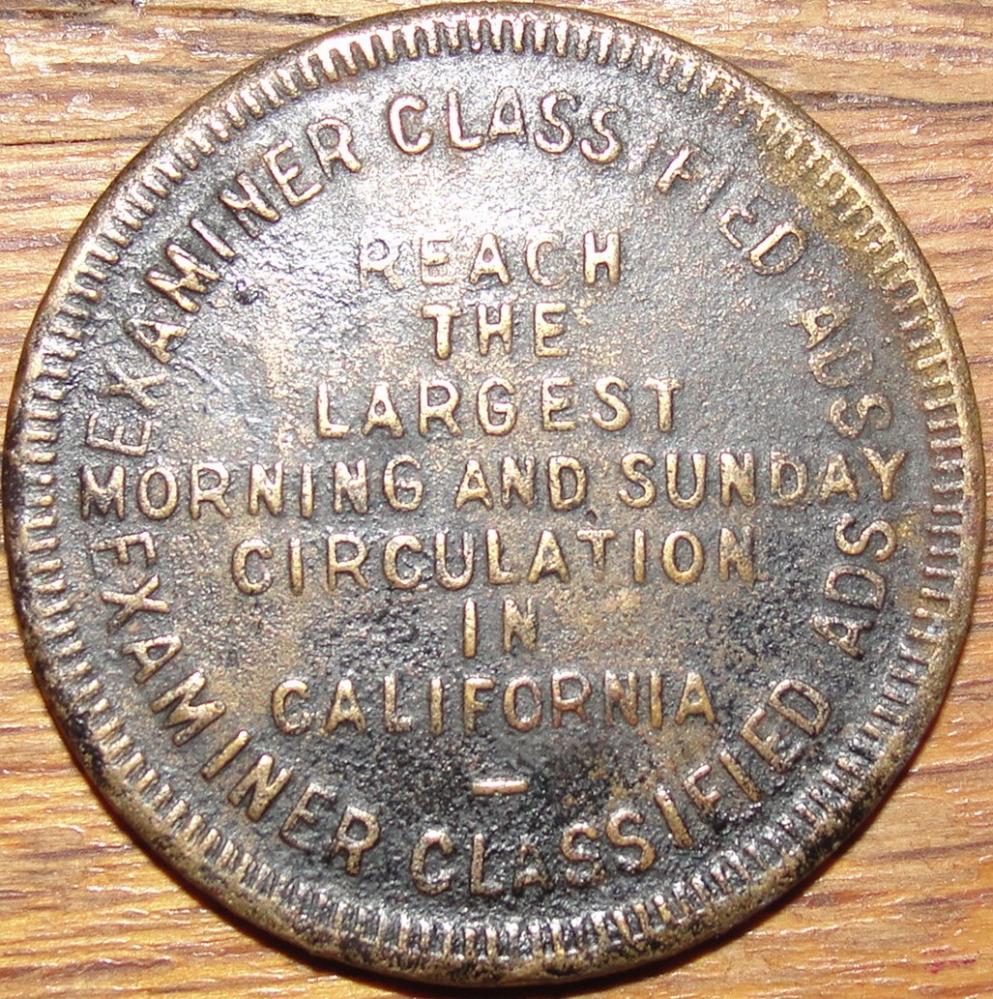 EXAMINER CLASSIFIED ADS
REACH
THE
LARGEST
MORNING AND SUNDAY
CIRCULATION
IN
CALIFORNIA
EXAMINER CLASSIFIED ADS